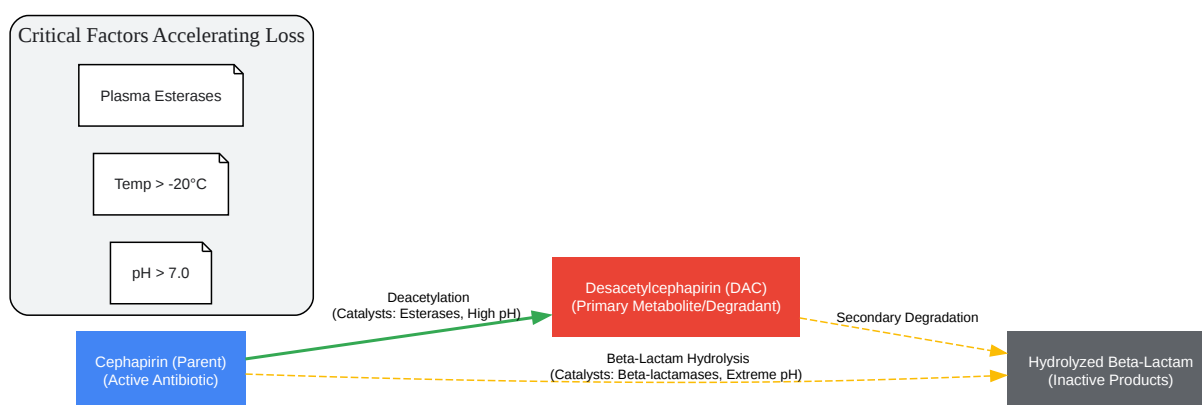 Critical Factors Accelerating Loss
Plasma Esterases
Temp > -20°C
pH > 7.0
Deacetylation
(Catalysts: Esterases, High pH)
Desacetylcephapirin (DAC)
(Primary Metabolite/Degradant)
Secondary Degradation
Cephapirin (Parent)
(Active Antibiotic)
Beta-Lactam Hydrolysis
(Catalysts: Beta-lactamases, Extreme pH)
Hydrolyzed Beta-Lactam
(Inactive Products)